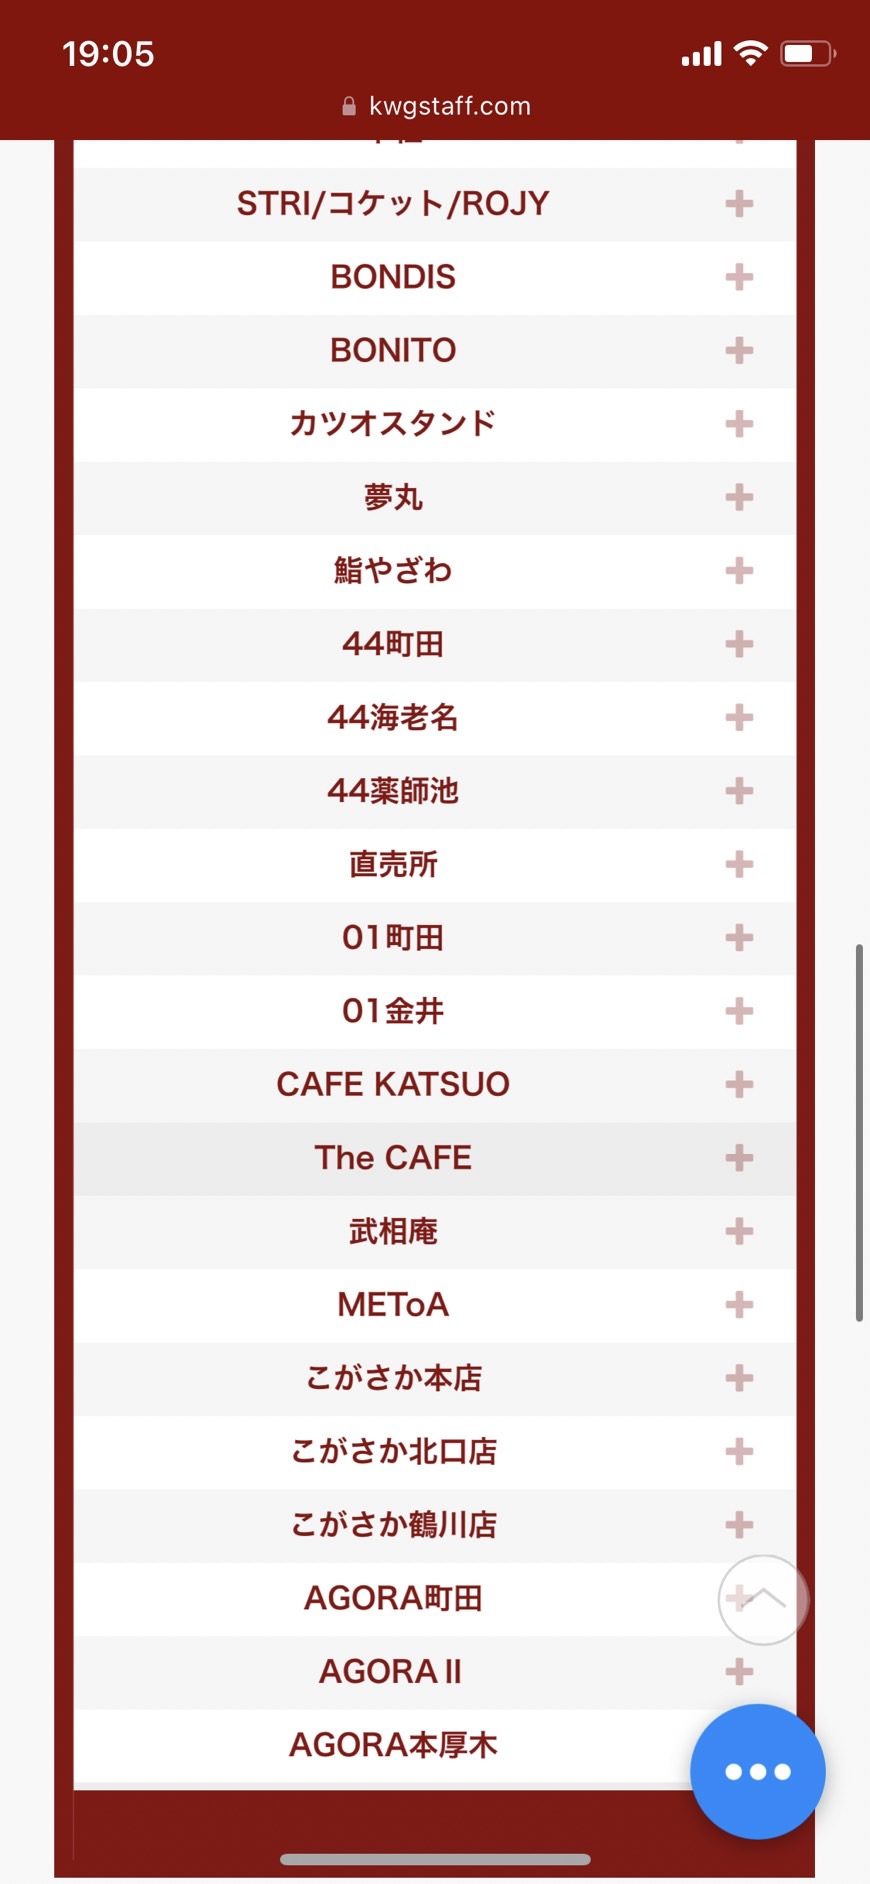 19:05
kwgstaff.com
STRI/コケット/ROJY
BONDIS
BONITO
カツオスタンド
夢丸
鮨やざわ
44町田
44海老名
44薬師池
直売所
01町田
01金井
CAFE KATSUO
The CAFE
武相庵
METoA
こがさか本店
こがさか北口店
こがさか鶴川店
AGORA町田
AGORAⅡ
AGORA本厚木